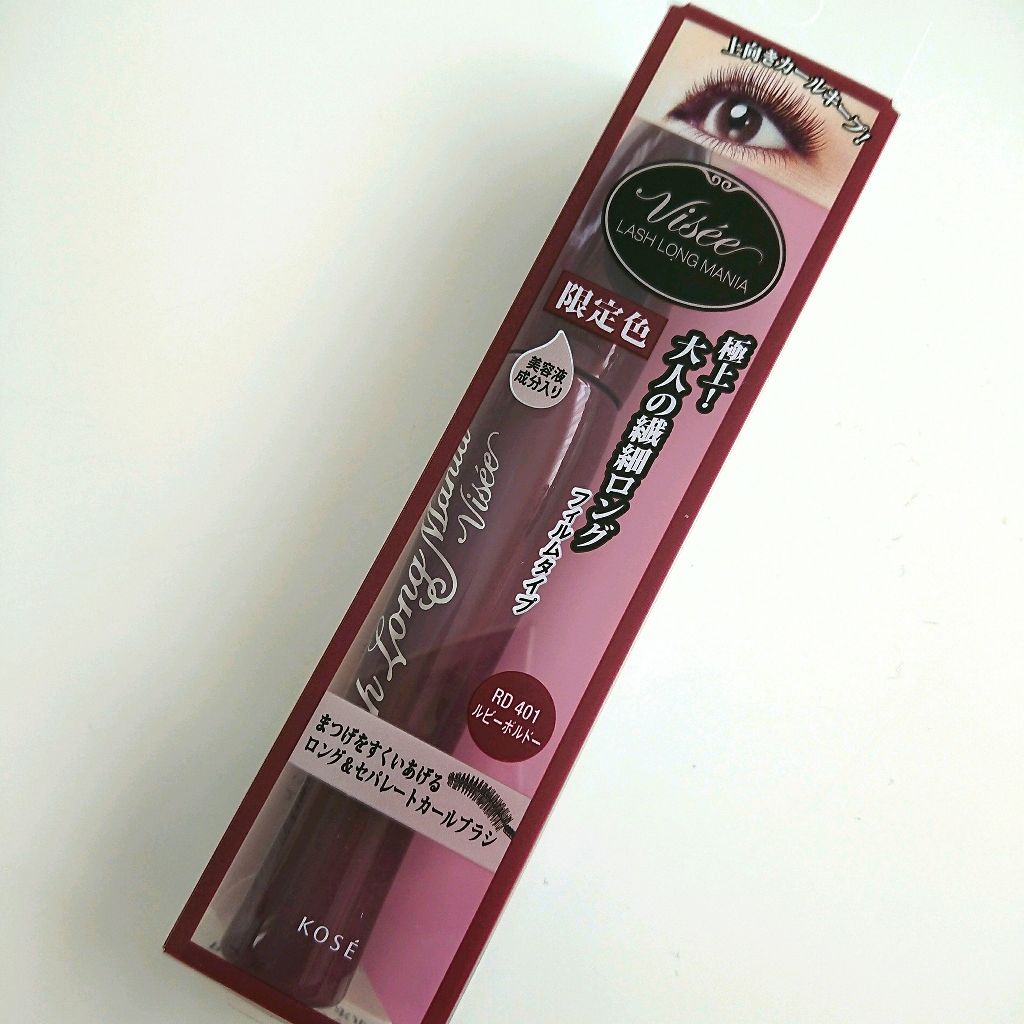 上向きカールキープ!
Visée
LASH LONG MANIA
限定色
極上!
大人の繊細ロング
フィルムタイプ
美容液
成分入り
Long Mania
Visée
RD 401
ルビーボルドー
まつげをすくいあげる
ロング&セパレートカールブラシ
KOSÉ